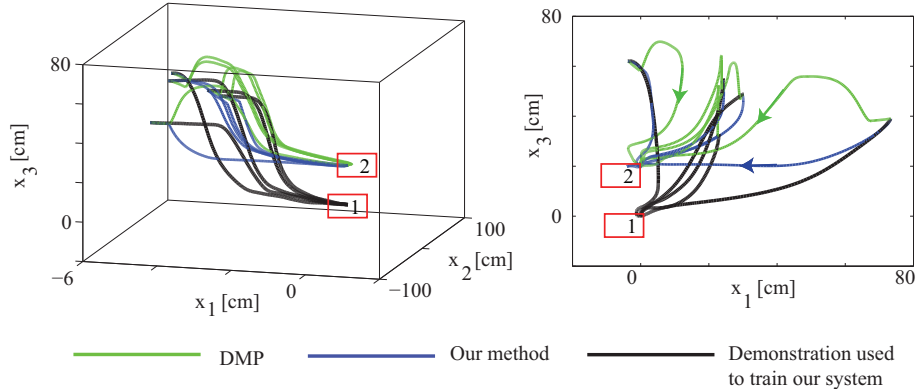 80
x3 [cm]
0
−6
x1 [cm]
0
−100
x2 [cm]
100
2
1
80
x3 [cm]
0
0
x1 [cm]
80
2
1
DMP
Our method
Demonstration used
to train our system